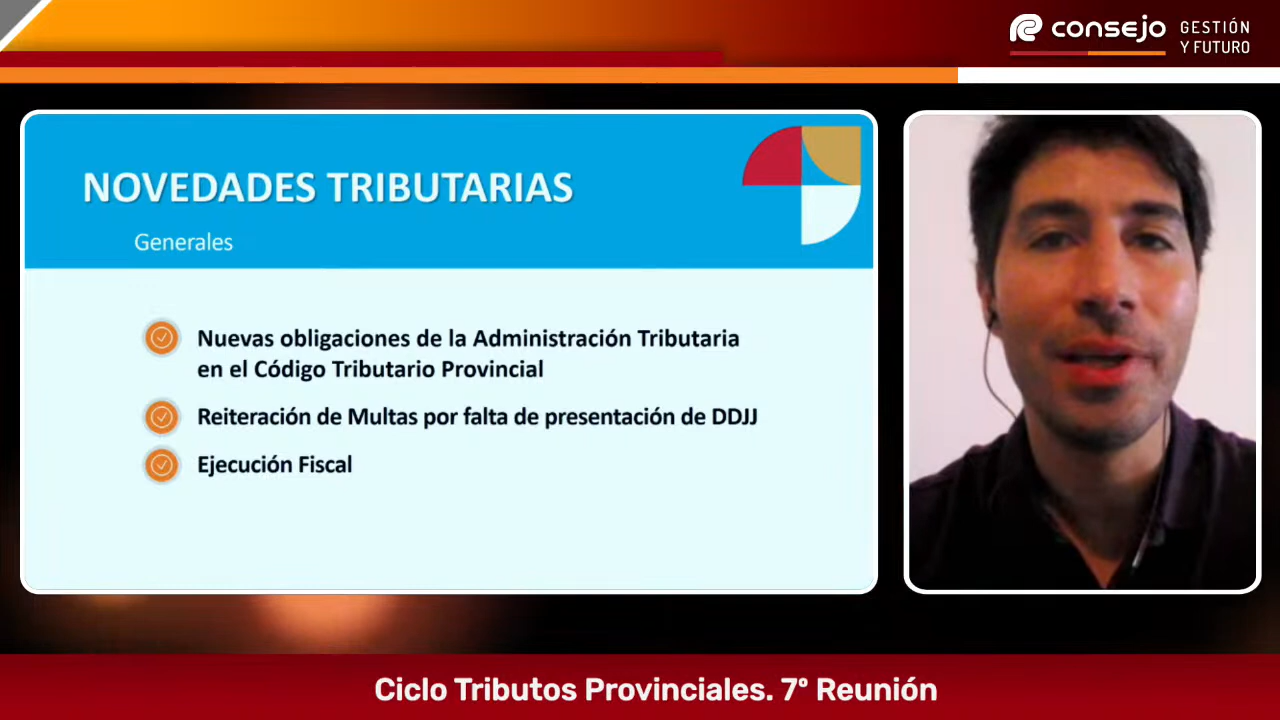 consejo
GESTIÓN
Y FUTURO
NOVEDADES TRIBUTARIAS
Generales
Nuevas obligaciones de la Administración Tributaria
en el Código Tributario Provincial
Reiteración de Multas por falta de presentación de DDJJ
Ejecución Fiscal
Ciclo Tributos Provinciales. 7º Reunión